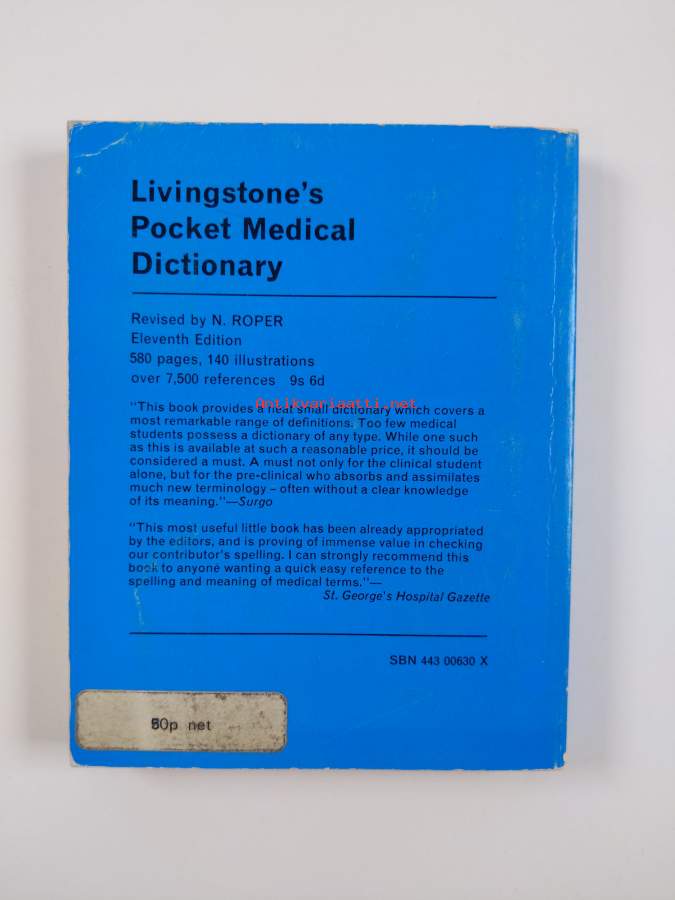 Livingstone's
Pocket Medical
Dictionary
Revised by N. ROPER
Eleventh Edition
580 pages, 140 illustrations
over 7,500 references 9s 6d
Antikvariaatti.net
"This book provides a neat small dictionary which covers a
most remarkable range of definitions. Too few medical
students possess a dictionary of any type. While one such
as this is available at such a reasonable price, it should be
considered a must. A must not only for the clinical student
alone, but for the pre-clinical who absorbs and assimilates
much new terminology – often without a clear knowledge
of its meaning."—Surgo
"This most useful little book has been already appropriated
by the editors, and is proving of immense value in checking
our contributor's spelling. I can strongly recommend this
book to anyone wanting a quick easy reference to the
spelling and meaning of medical terms."—
St. George's Hospital Gazette
SBN 443 00630 X
net